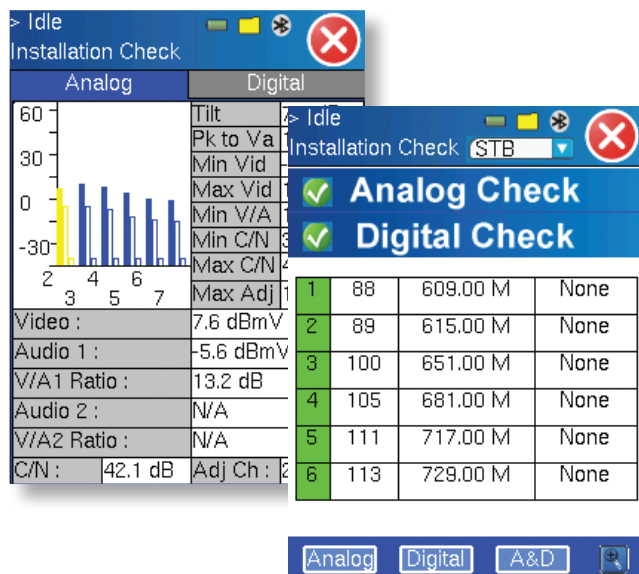 > Idle
Installation Check
Analog Digital
60
30
0
-30
2 3 4 5 6 7
Tilt
Pk to Va
Min Vid
Max Vid
Min V/A
Min C/N
Max C/N
Max Adj
Video : 7.6 dBmV
Audio 1 : -5.6 dBmV
V/A1 Ratio : 13.2 dB
Audio 2 : N/A
V/A2 Ratio : N/A
C/N : 42.1 dB Adj Ch : 2
> Idle
Installation Check STB
Analog Check
Digital Check
1 88 609.00 M None
2 89 615.00 M None
3 100 651.00 M None
4 105 681.00 M None
5 111 717.00 M None
6 113 729.00 M None
Analog Digital A&D